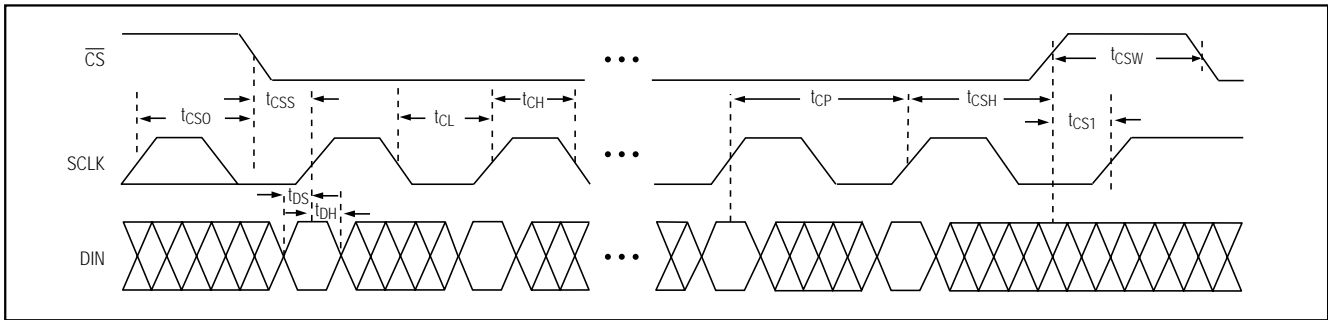 CS
tCSW
tCSS
tCH
tCP
tCSH
tCSO
tCL
tCS1
SCLK
tDS
tDH
DIN